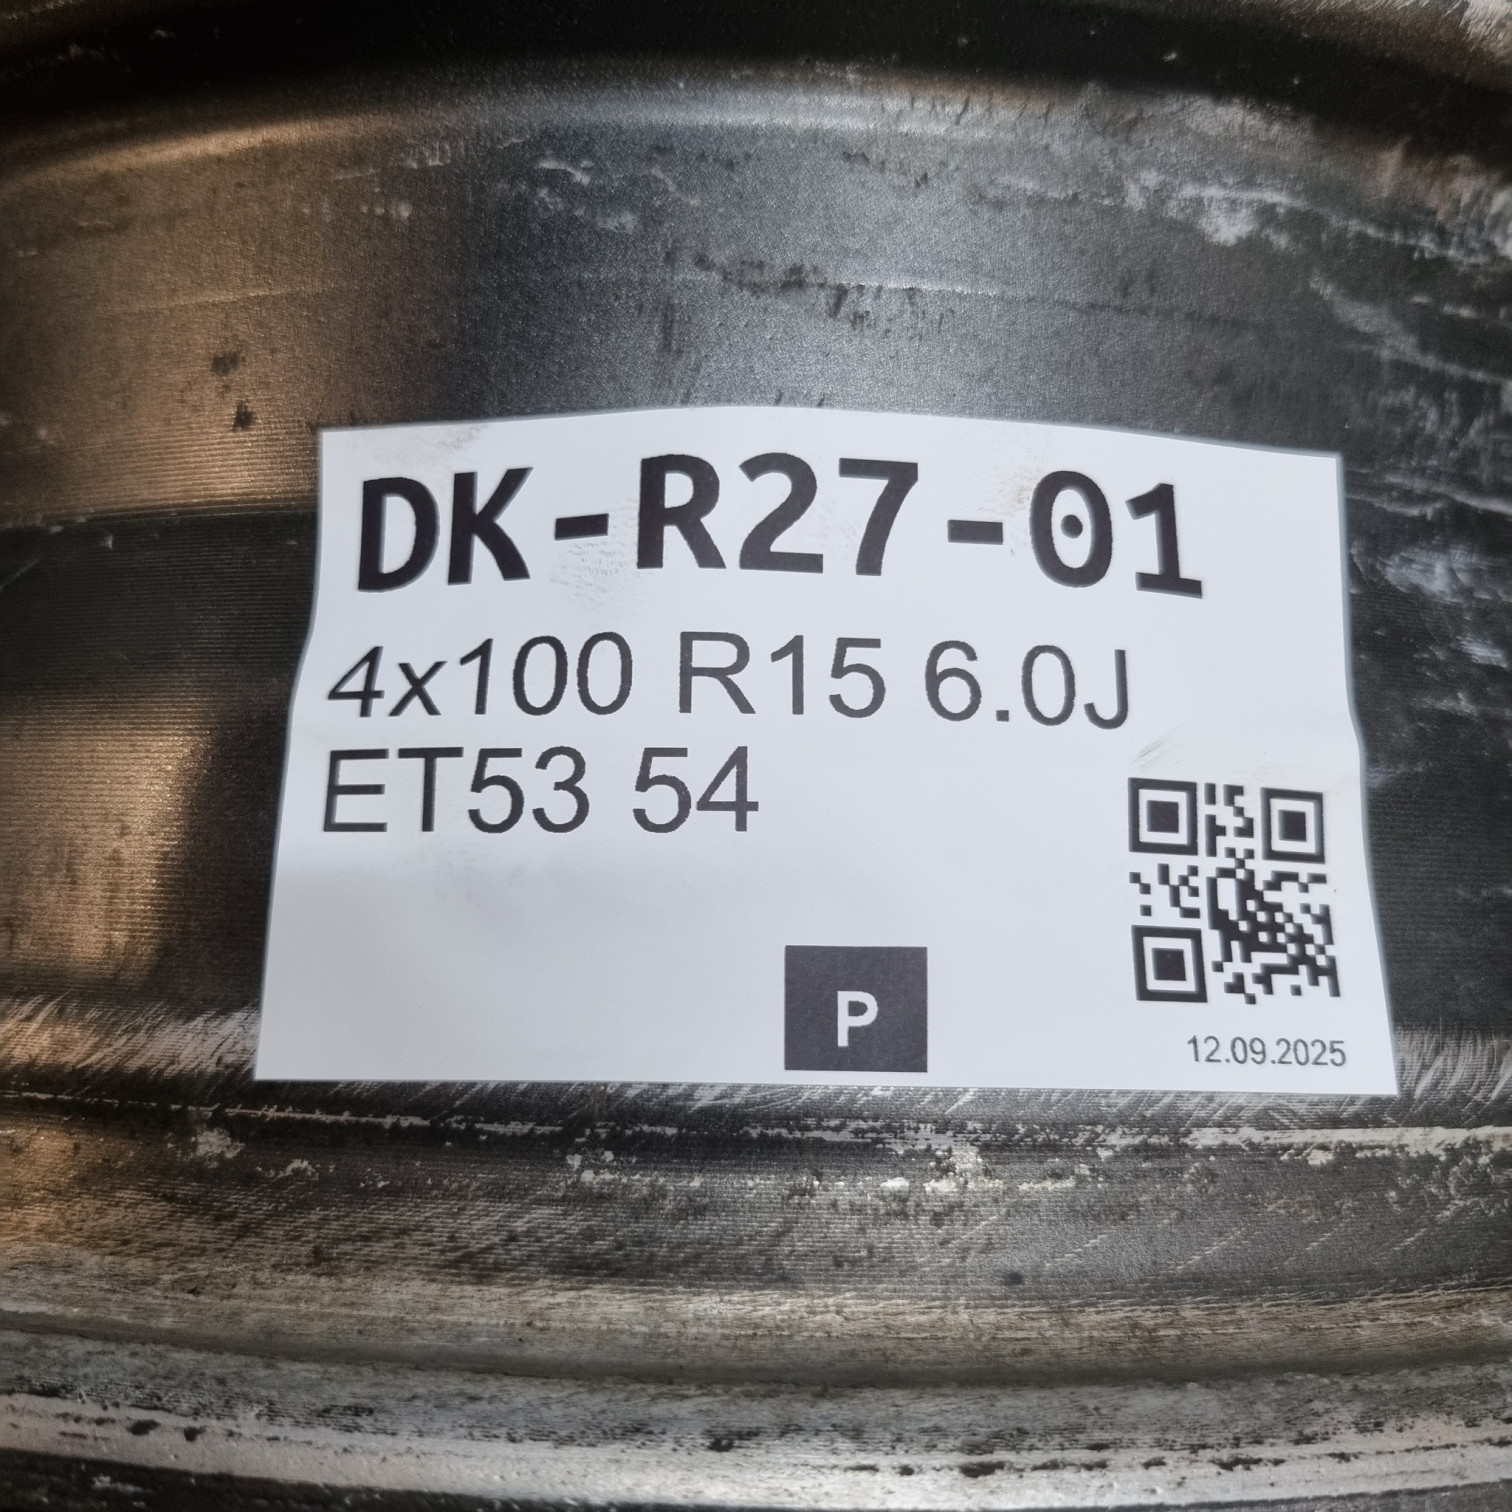 DK-R27-01
4x100 R15 6.0J
ET53 54
P
12.09.2025